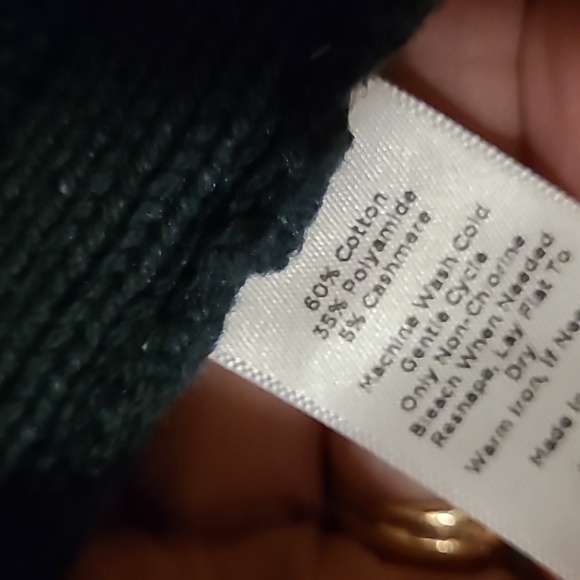 60% Cotton
35% Polyamide
5% Cashmere
Machine Wash Cold
Gentle Cycle
Only Non-Chlorine
Bleach When Needed
Reshape, Lay Flat To
Dry
Warm Iron, If
Made